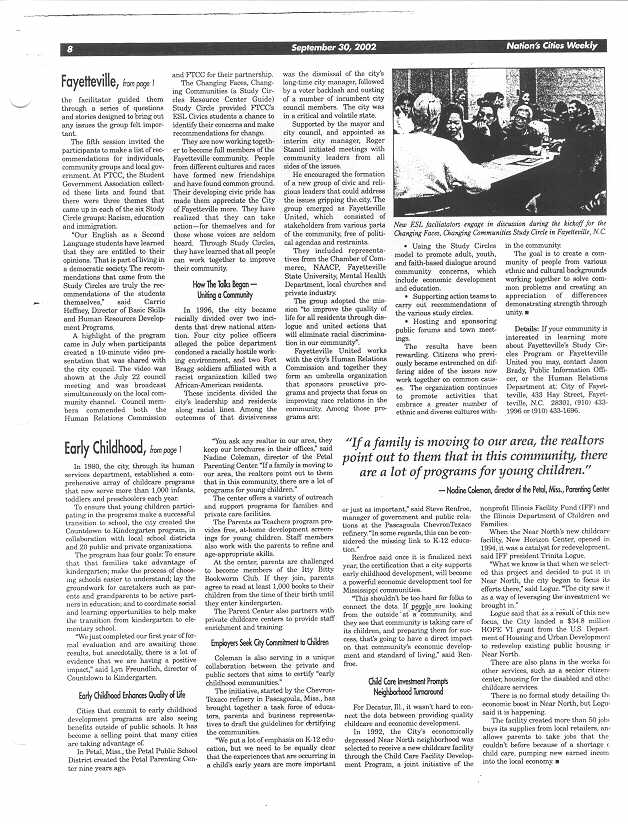 8
September 30, 2002
Nation's Cities Weekly
Fayetteville, from page 1
the facilitator guided them
through a series of questions
and stories designed to bring out
any issues the group felt impor-
tant.
The fifth session invited the
participants to make a list of rec-
ommendations for individuals,
community groups and local gov-
ernment. At FTCC, the Student
Government Association collect-
ed these lists and found that
there were three themes that
came up in each of the six Study
Circle groups: Racism, education
and immigration.
"Our English as a Second
Language students have learned
that they are entitled to their
opinions. That is part of living in
a democratic society. The recom-
mendations that came from the
Study Circles are truly the rec-
ommendations of the students
themselves," said Carrie
Heffney, Director of Basic Skills
and Human Resources Develop-
ment Programs.
A highlight of the program
came in July when participants
created a 10-minute video pre-
sentation that was shared with
the city council. The video was
shown at the July 22 council
meeting and was broadcast
simultaneously on the local com-
munity channel. Council mem-
bers commended both the
Human Relations Commission
and FTCC for their partnership.
The Changing Faces, Chang-
ing Communities (a Study Cir-
cles Resource Center Guide)
Study Circle provided FTCC's
ESL Civics students a chance to
identify their concerns and make
recommendations for change.
They are now working togeth-
er to become full members of the
Fayetteville community. People
from different cultures and races
have formed new friendships
and have found common ground.
Their developing civic pride has
made them appreciate the City
of Fayetteville more. They have
realized that they can take
action—for themselves and for
those whose voices are seldom
heard. Through Study Circles,
they have learned that all people
can work together to improve
their community.
How The Talks Began —
Uniting a Community
In 1996, the city became
racially divided over two inci-
dents that drew national atten-
tion. Four city police officers
alleged the police department
condoned a racially hostile work-
ing environment, and two Fort
Bragg soldiers affiliated with a
racist organization killed two
African-American residents.
These incidents divided the
city's leadership and residents
along racial lines. Among the
outcomes of that divisiveness
was the dismissal of the city's
long-time city manager, followed
by a voter backlash and ousting
of a number of incumbent city
council members. The city was
in a critical and volatile state.
Supported by the mayor and
city council, and appointed as
interim city manager, Roger
Stancil initiated meetings with
community leaders from all
sides of the issues.
He encouraged the formation
of a new group of civic and reli-
gious leaders that could address
the issues gripping the city. The
group emerged as Fayetteville
United, which consisted of
stakeholders from various parts
of the community, free of politi-
cal agendas and restraints.
They included representa-
tives from the Chamber of Com-
merce, NAACP, Fayetteville
State University, Mental Health
Department, local churches and
private industry.
The group adopted the mis-
sion "to improve the quality of
life for all residents through dia-
logue and united actions that
will eliminate racial discrimina-
tion in our community".
Fayetteville United works
with the city's Human Relations
Commission and together they
form an umbrella organization
that sponsors proactive pro-
grams and projects that focus on
improving race relations in the
community. Among those pro-
grams are:
New ESL facilitators engage in discussion during the kickoff for the
Changing Faces, Changing Communities Study Circle in Fayetteville, N.C
• Using the Study Circles
model to promote adult, youth,
and faith-based dialogue around
community concerns, which
include economic development
and education.
• Supporting action teams to
carry out recommendations of
the various study circles.
• Hosting and sponsoring
public forums and town meet-
ings.
The results have been
rewarding. Citizens who previ-
ously became entrenched on dif-
fering sides of the issues now
work together on common caus-
es. The organization continues
to promote activities that
embrace a greater number of
ethnic and diverse cultures with-
in the community.
The goal is to create a com-
munity of people from various
ethnic and cultural backgrounds
working together to solve com-
mon problems and creating an
appreciation of differences
demonstrating strength through
unity. ■
Details: If your community is
interested in learning more
about Fayetteville's Study Cir-
cles Program or Fayetteville
United you may, contact Jason
Brady, Public Information Offi-
cer, or the Human Relations
Department at: City of Fayet-
teville, 433 Hay Street, Fayet-
teville, N.C. 28301, (910) 433-
1996 or (910) 433-1696.
Early Childhood, from page 1
In 1980, the city, through its human
services department, established a com-
prehensive array of childcare programs
that now serve more than 1,000 infants,
toddlers and preschoolers each year.
To ensure that young children partici-
pating in the programs make a successful
transition to school, the city created the
Countdown to Kindergarten program, in
collaboration with local school districts
and 20 public and private organizations.
The program has four goals: To ensure
that that families take advantage of
kindergarten; make the process of choos-
ing schools easier to understand; lay the
groundwork for caretakers such as par-
ents and grandparents to be active part-
ners in education; and to coordinate social
and learning opportunities to help make
the transition from kindergarten to ele-
mentary school.
"We just completed our first year of for-
mal evaluation and are awaiting those
results, but anecdotally, there is a lot of
evidence that we are having a positive
impact," said Lyn Freundlich, director of
Countdown to Kindergarten.
Early Childhood Enhances Quality of Life
Cities that commit to early childhood
development programs are also seeing
benefits outside of public schools. It has
become a selling point that many cities
are taking advantage of.
In Petal, Miss., the Petal Public School
District created the Petal Parenting Cen-
ter nine years ago.
"You ask any realtor in our area, they
keep our brochures in their offices," said
Nadine Coleman, director of the Petal
Parenting Center. "If a family is moving to
our area, the realtors point out to them
that in this community, there are a lot of
programs for young children."
The center offers a variety of outreach
and support programs for families and
private care facilities.
The Parents as Teachers program pro-
vides free, at-home development screen-
ings for young children. Staff members
also work with the parents to refine and
age-appropriate skills.
At the center, parents are challenged
to become members of the Itty Bitty
Bookworm Club. If they join, parents
agree to read at least 1,000 books to their
children from the time of their birth until
they enter kindergarten.
The Parent Center also partners with
private childcare centers to provide staff
enrichment and training.
Employers Seek City Commitment to Children
Coleman is also serving in a unique
collaboration between the private and
public sectors that aims to certify "early
childhood communities."
The initiative, started by the Chevron-
Texaco refinery in Pascagoula, Miss., has
brought together a task force of educa-
tors, parents and business representa-
tives to draft the guidelines for certifying
the communities.
"We put a lot of emphasis on K-12 edu-
cation, but we need to be equally clear
that the experiences that are occurring in
a child's early years are more important
"If a family is moving to our area, the realtors
point out to them that in this community, there
are a lot of programs for young children."
— Nadine Coleman, director of the Petal, Miss., Parenting Center
or just as important," said Steve Renfroe,
manager of government and public rela-
tions at the Pascagoula ChevronTexaco
refinery. "In some regards, this can be con-
sidered the missing link to K-12 educa-
tion."
Renfroe said once it is finalized next
year, the certification that a city supports
early childhood development, will become
a powerful economic development tool for
Mississippi communities.
"This shouldn't be too hard for folks to
connect the dots. If people are looking
from the outside at a community, and
they see that community is taking care of
its children, and preparing them for suc-
cess, that's going to have a direct impact
on that community's economic develop-
ment and standard of living," said Ren-
froe.
Child Care Investment Prompts
Neighborhood Turnaround
For Decatur, Ill., it wasn't hard to con-
nect the dots between providing quality
childcare and economic development.
In 1992, the City's economically
depressed Near North neighborhood was
selected to receive a new childcare facility
through the Child Care Facility Develop-
ment Program, a joint initiative of the
nonprofit Illinois Facility Fund (IFF) and
the Illinois Department of Children and
Families.
When the Near North's new childcare
facility, New Horizon Center, opened in
1994, it was a catalyst for redevelopment,
said IFF president Trinita Logue.
"What we know is that when we select-
ed this project and decided to put it in
Near North, the city began to focus its
efforts there," said Logue. "The city saw it
as a way of leveraging the investment we
brought in."
Logue said that as a result of this new
focus, the City landed a $34.8 million
HOPE VI grant from the U.S. Depart-
ment of Housing and Urban Development
to redevelop existing public housing in
Near North.
There are also plans in the works for
other services, such as a senior citizens
center, housing for the disabled and other
childcare services.
There is no formal study detailing the
economic boost in Near North, but Logue
said it is happening.
The facility created more than 50 jobs
buys its supplies from local retailers, and
allows parents to take jobs that the
couldn't before because of a shortage c
child care, pumping new earned income
into the local economy. ■